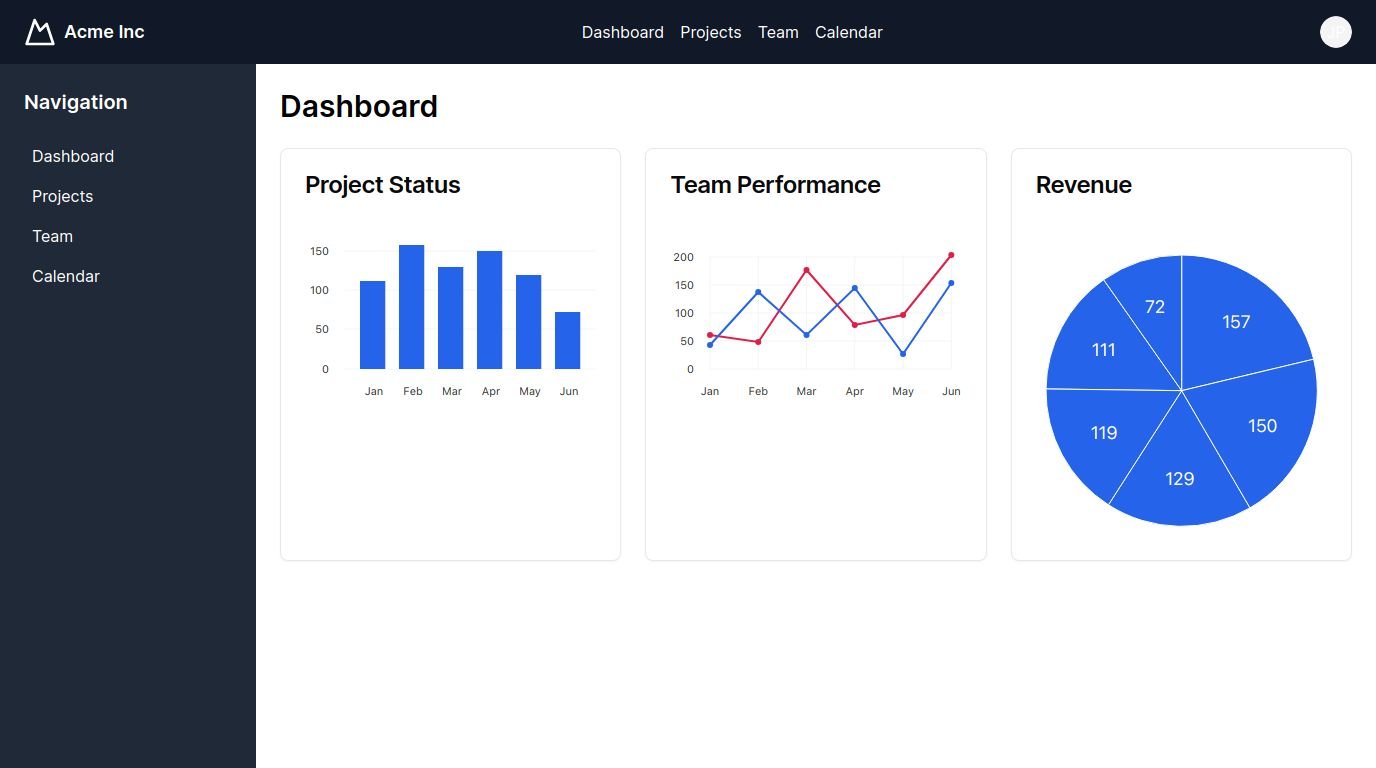 Acme Inc
Dashboard Projects Team Calendar
JP
Navigation
Dashboard
Projects
Team
Calendar
Dashboard
Project Status
150
100
50
0
Jan Feb Mar Apr May Jun
Team Performance
200
150
100
50
0
Jan Feb Mar Apr May Jun
Revenue
72
157
111
150
119
129